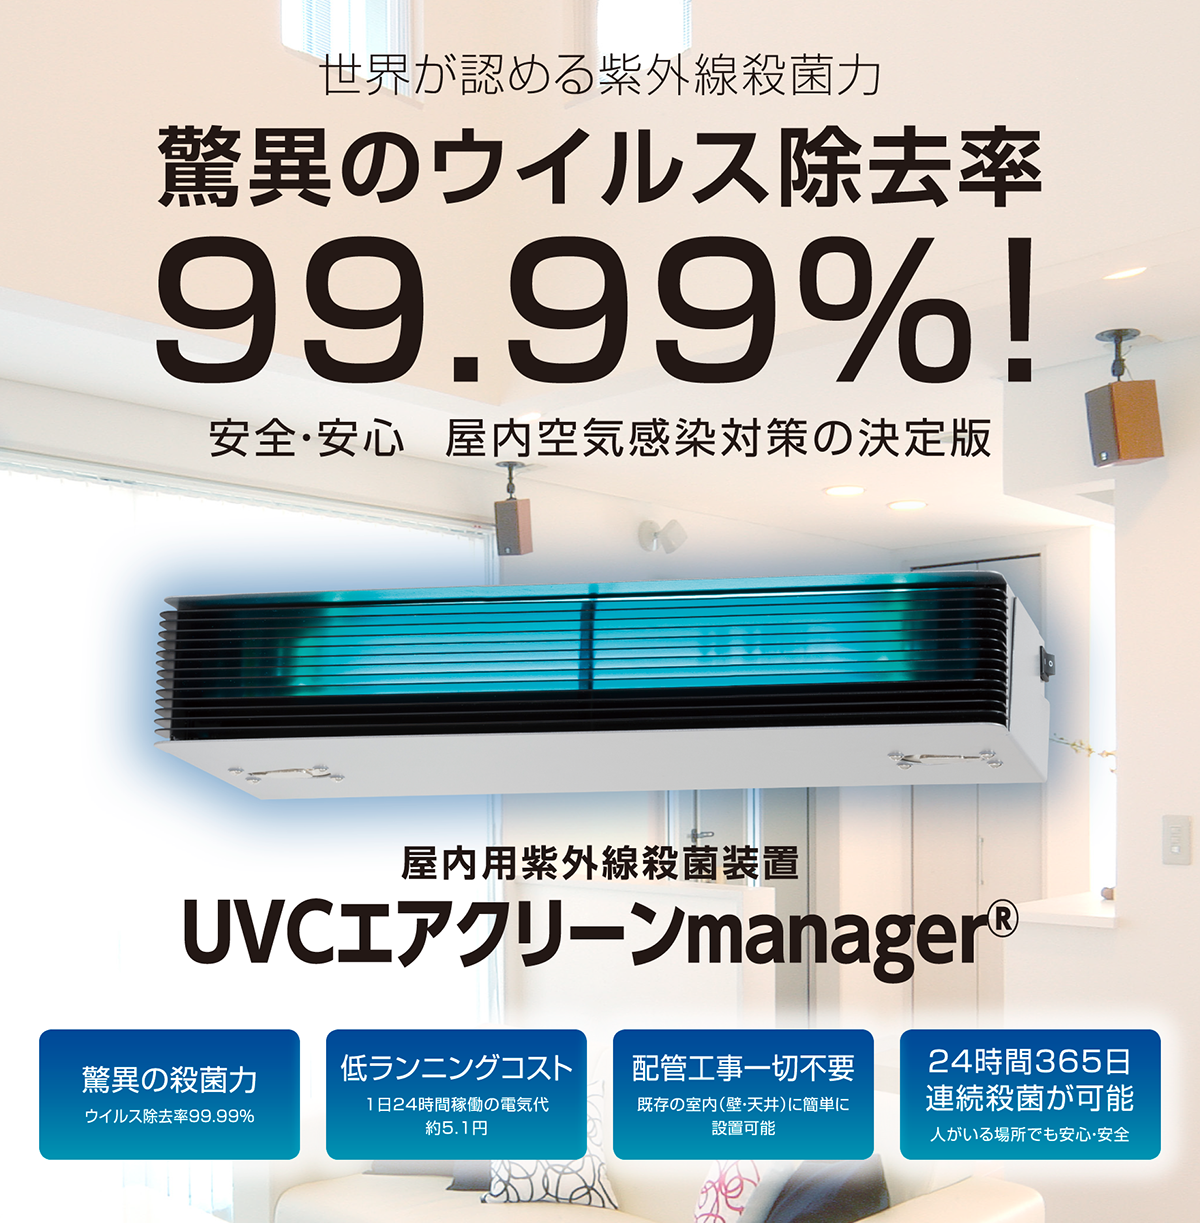 世界が認める紫外線殺菌力
驚異のウイルス除去率
99.99%!
安全・安心 屋内空気感染対策の決定版
屋内用紫外線殺菌装置
UVCエアクリーンmanager®
驚異の殺菌力
ウイルス除去率99.99%
低ランニングコスト
1日24時間稼働の電気代
約5.1円
配管工事一切不要
既存の室内(壁・天井)に簡単に
設置可能
24時間365日
連続殺菌が可能
人がいる場所でも安心・安全